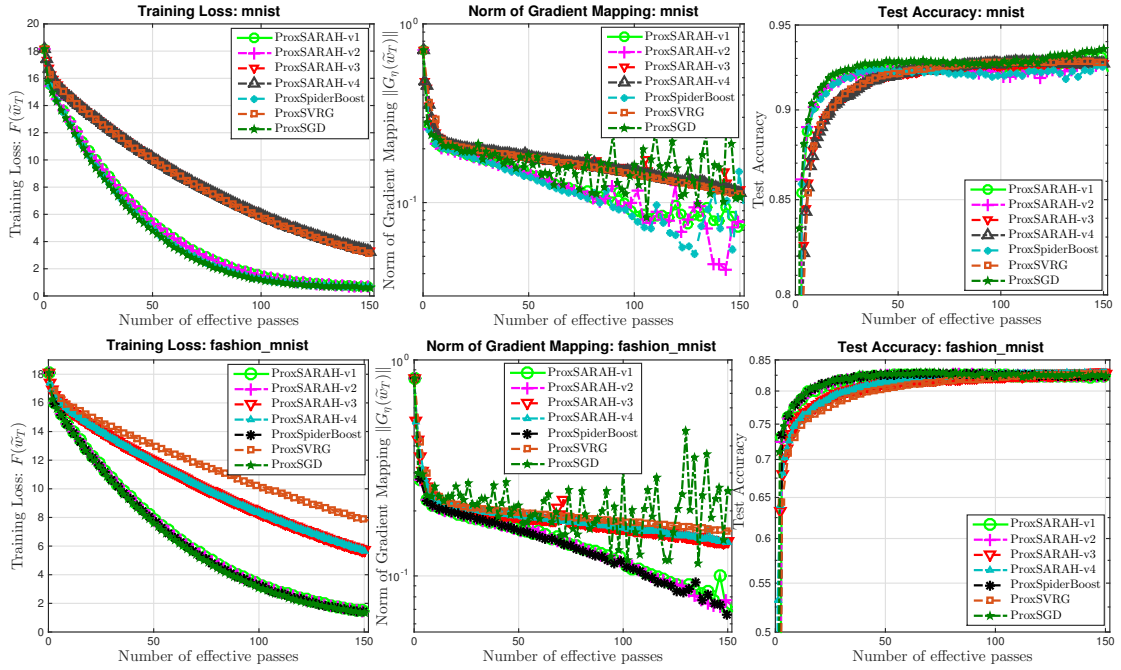 Training Loss: mnist
Training Loss: F(w̃_T)
20
18
16
14
12
10
8
6
4
2
0
0
50
100
150
Number of effective passes
ProxSARAH-v1
ProxSARAH-v2
ProxSARAH-v3
ProxSARAH-v4
ProxSpiderBoost
ProxSVRG
ProxSGD
Norm of Gradient Mapping: mnist
Norm of Gradient Mapping ||G_η(w̃_T)||
10^0
10^-1
0
50
100
150
Number of effective passes
ProxSARAH-v1
ProxSARAH-v2
ProxSARAH-v3
ProxSARAH-v4
ProxSpiderBoost
ProxSVRG
ProxSGD
Test Accuracy: mnist
Test Accuracy
0.95
0.9
0.85
0.8
0
50
100
150
Number of effective passes
ProxSARAH-v1
ProxSARAH-v2
ProxSARAH-v3
ProxSARAH-v4
ProxSpiderBoost
ProxSVRG
ProxSGD
Training Loss: fashion_mnist
Training Loss: F(w̃_T)
18
16
14
12
10
8
6
4
2
0
0
50
100
150
Number of effective passes
ProxSARAH-v1
ProxSARAH-v2
ProxSARAH-v3
ProxSARAH-v4
ProxSpiderBoost
ProxSVRG
ProxSGD
Norm of Gradient Mapping: fashion_mnist
Norm of Gradient Mapping ||G_η(w̃_T)||
10^0
10^-1
0
50
100
150
Number of effective passes
ProxSARAH-v1
ProxSARAH-v2
ProxSARAH-v3
ProxSARAH-v4
ProxSpiderBoost
ProxSVRG
ProxSGD
Test Accuracy: fashion_mnist
Test Accuracy
0.85
0.8
0.75
0.7
0.65
0.6
0.55
0.5
0
50
100
150
Number of effective passes
ProxSARAH-v1
ProxSARAH-v2
ProxSARAH-v3
ProxSARAH-v4
ProxSpiderBoost
ProxSVRG
ProxSGD